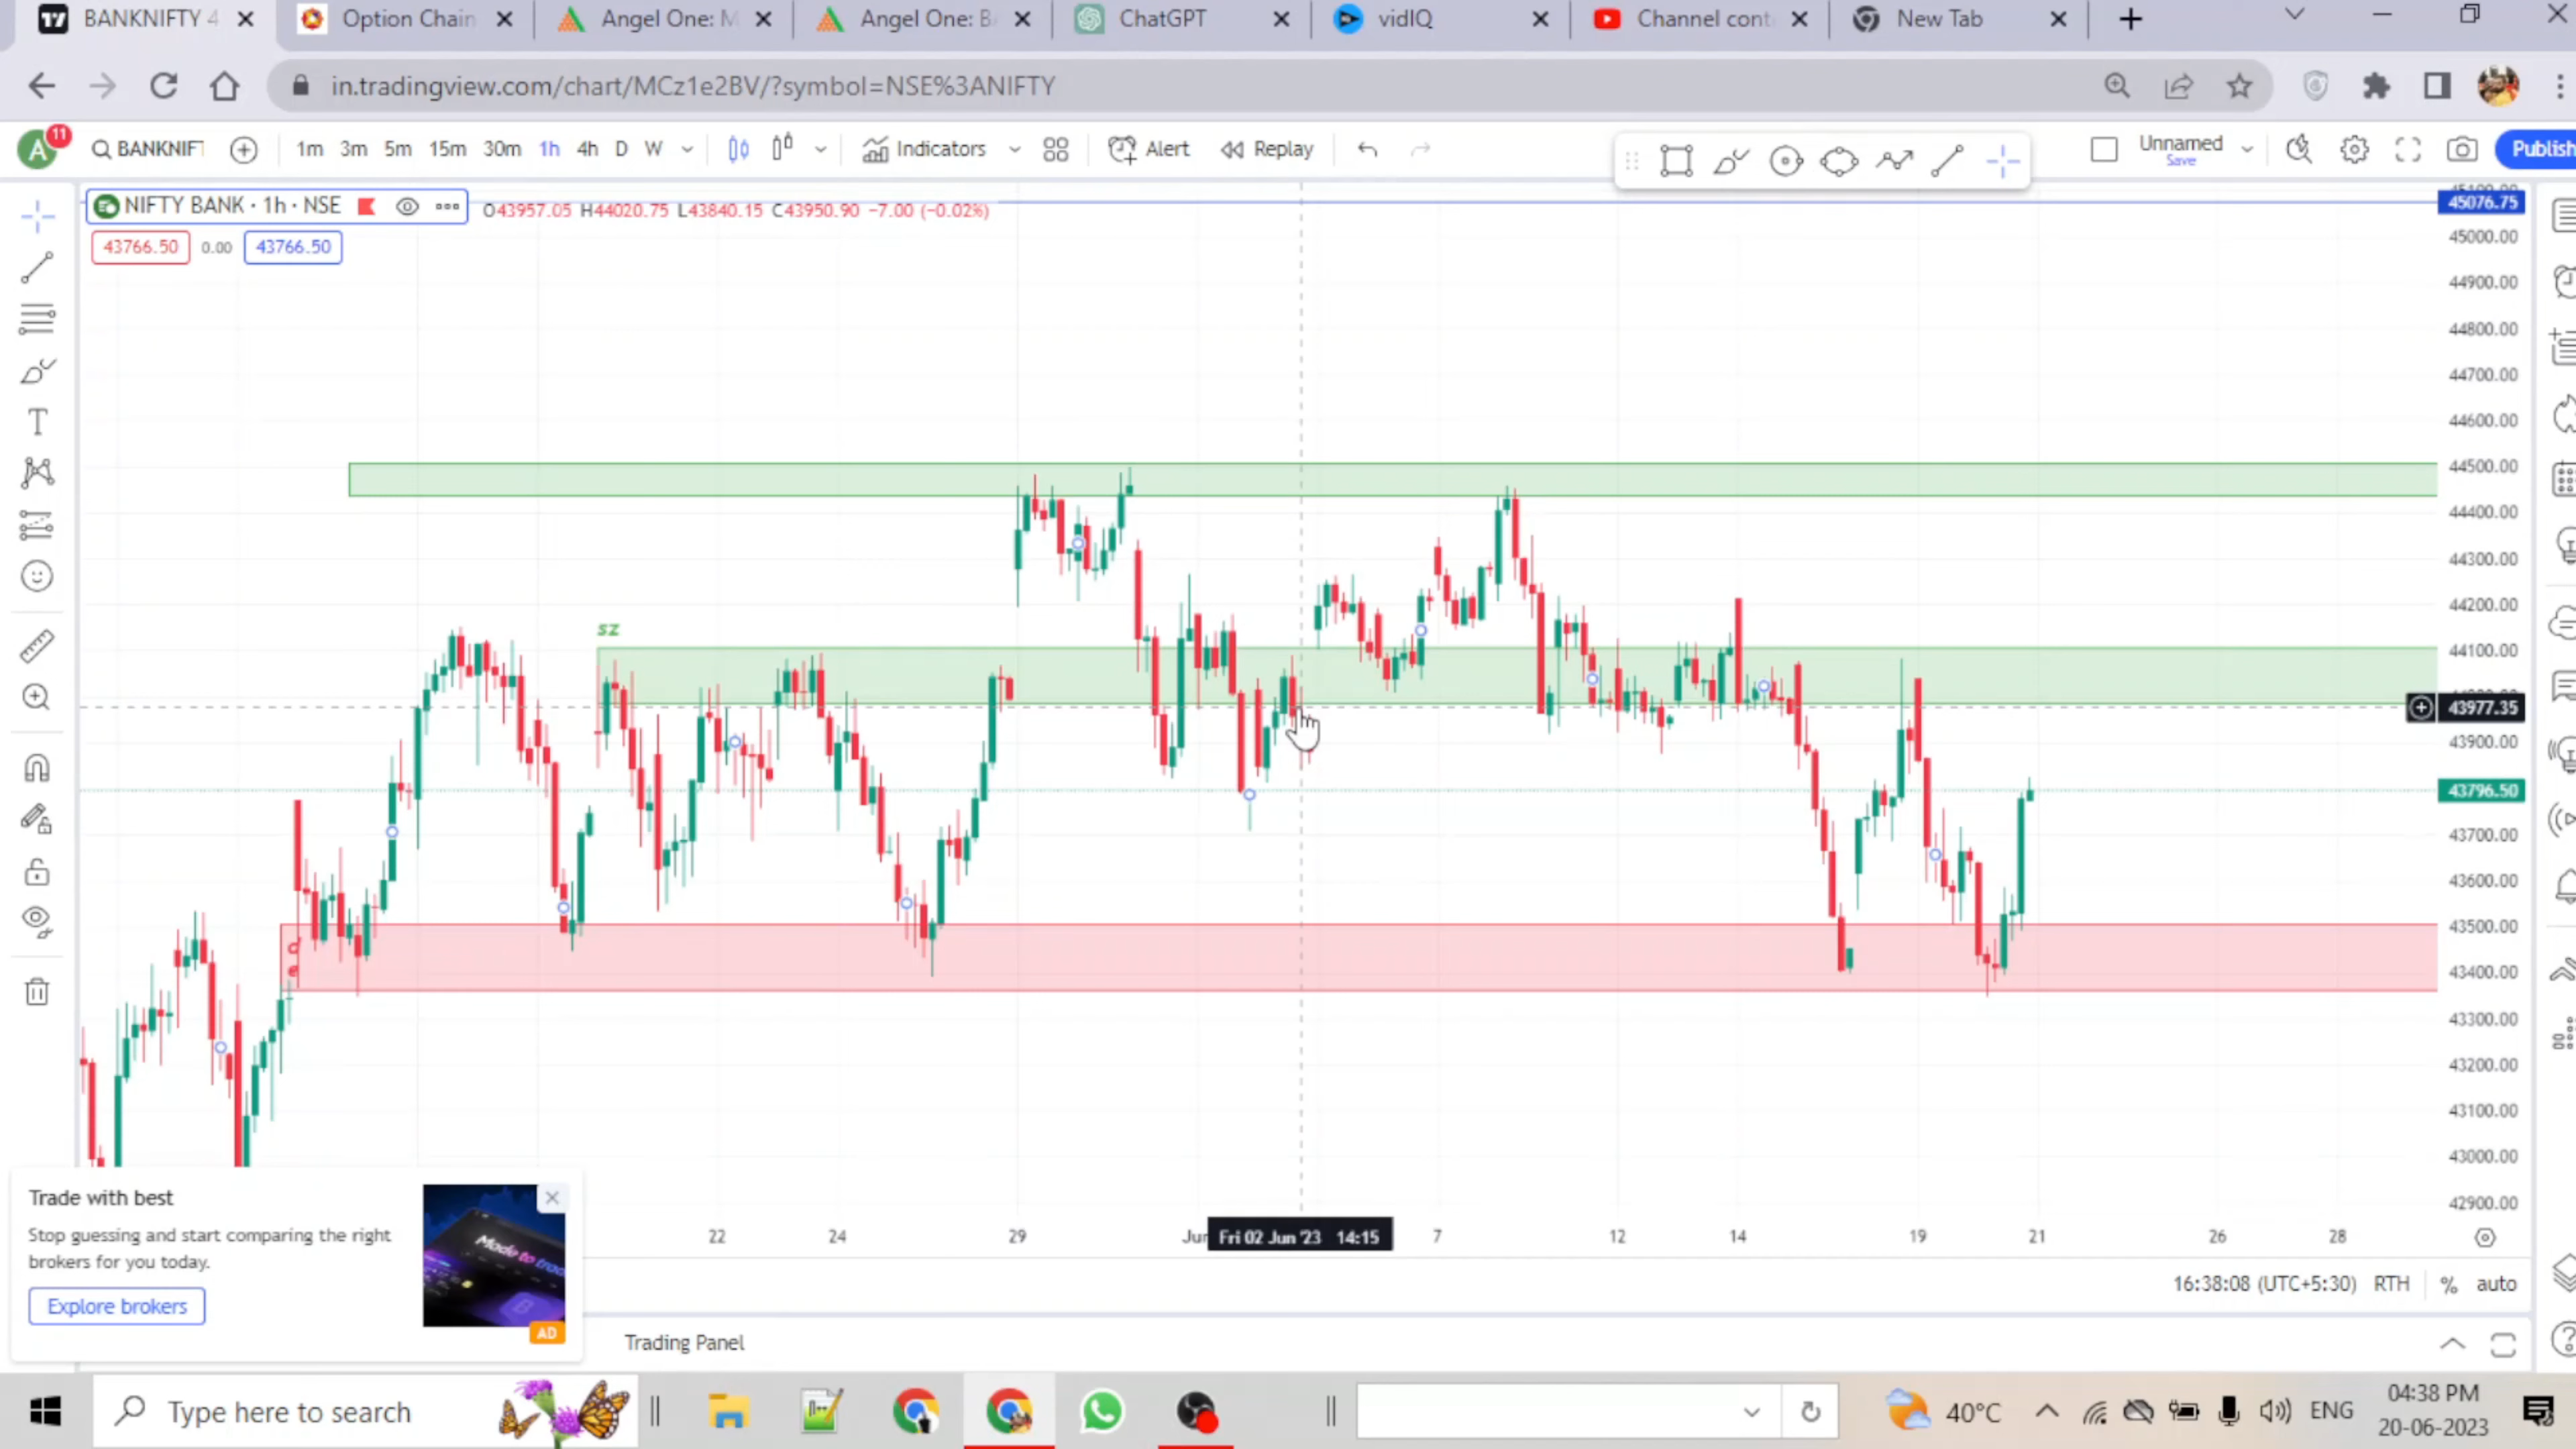 BANKNIFTY 4
Option Chain
Angel One: M
Angel One: B
ChatGPT
vidIQ
Channel cont
New Tab
in.tradingview.com/chart/MCz1e2BV/?symbol=NSE%3ANIFTY
A
11
BANKNIFT
1m 3m 5m 15m 30m 1h 4h D W
Indicators
Alert
Replay
Unnamed
Save
Publish
NIFTY BANK · 1h · NSE
O43957.05 H44020.75 L43840.15 C43950.90 −7.00 (−0.02%)
43766.50 0.00 43766.50
45076.75
45000.00
44900.00
44800.00
44700.00
44600.00
44500.00
44400.00
44300.00
44200.00
sz
44100.00
43977.35
43900.00
43796.50
43700.00
43600.00
43500.00
d
e
43400.00
43300.00
43200.00
43100.00
43000.00
42900.00
22 24 29 Jun Fri 02 Jun '23 14:15 7 12 14 19 21 26 28
Trade with best
Stop guessing and start comparing the right
brokers for you today.
Explore brokers
Made to trade
AD
16:38:08 (UTC+5:30) RTH % auto
Trading Panel
Type here to search
40°C
ENG
04:38 PM
20-06-2023